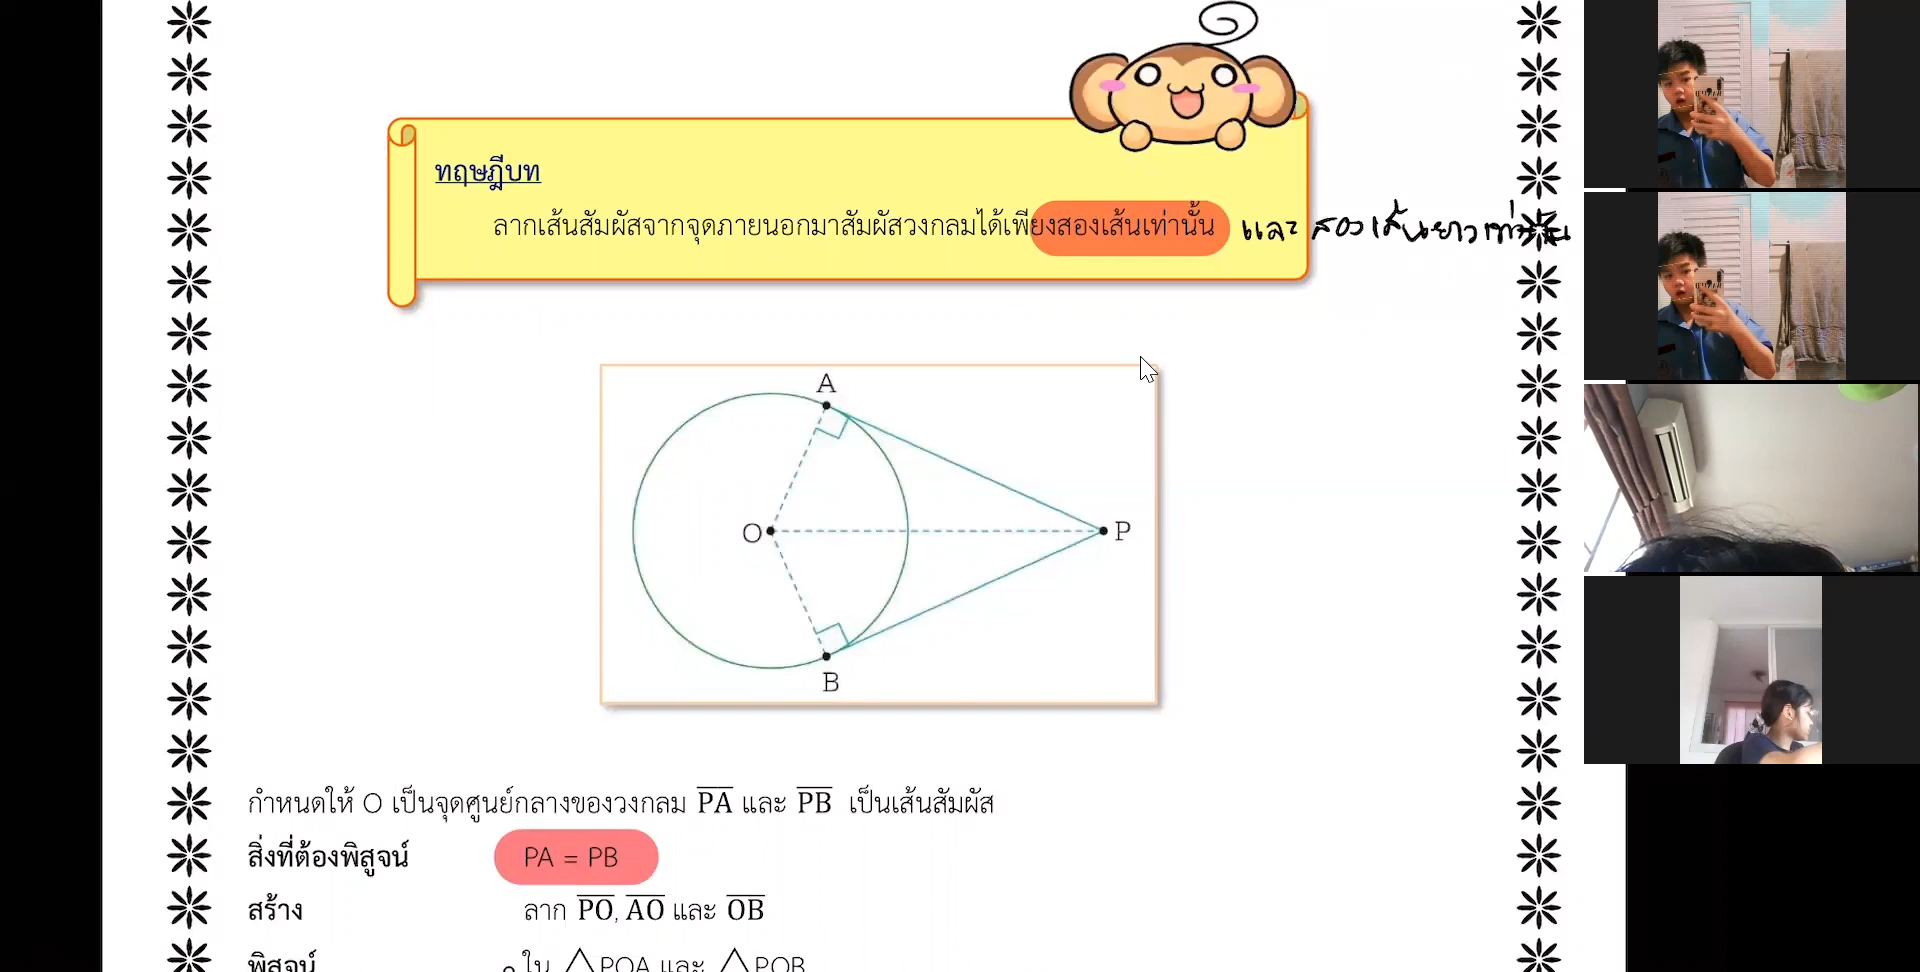 ทฤษฎีบท
ลากเส้นสัมผัสจากจุดภายนอกมาสัมผัสวงกลมได้เพียงสองเส้นเท่านั้น และ สองเส้นยาวเท่ากัน
A
O
P
B
กำหนดให้ O เป็นจุดศูนย์กลางของวงกลม P̅A̅ และ P̅B̅ เป็นเส้นสัมผัส
สิ่งที่ต้องพิสูจน์ PA = PB
สร้าง ลาก P̅O̅, A̅O̅ และ O̅B̅
พิสูจน์ ใน △POA และ △POB